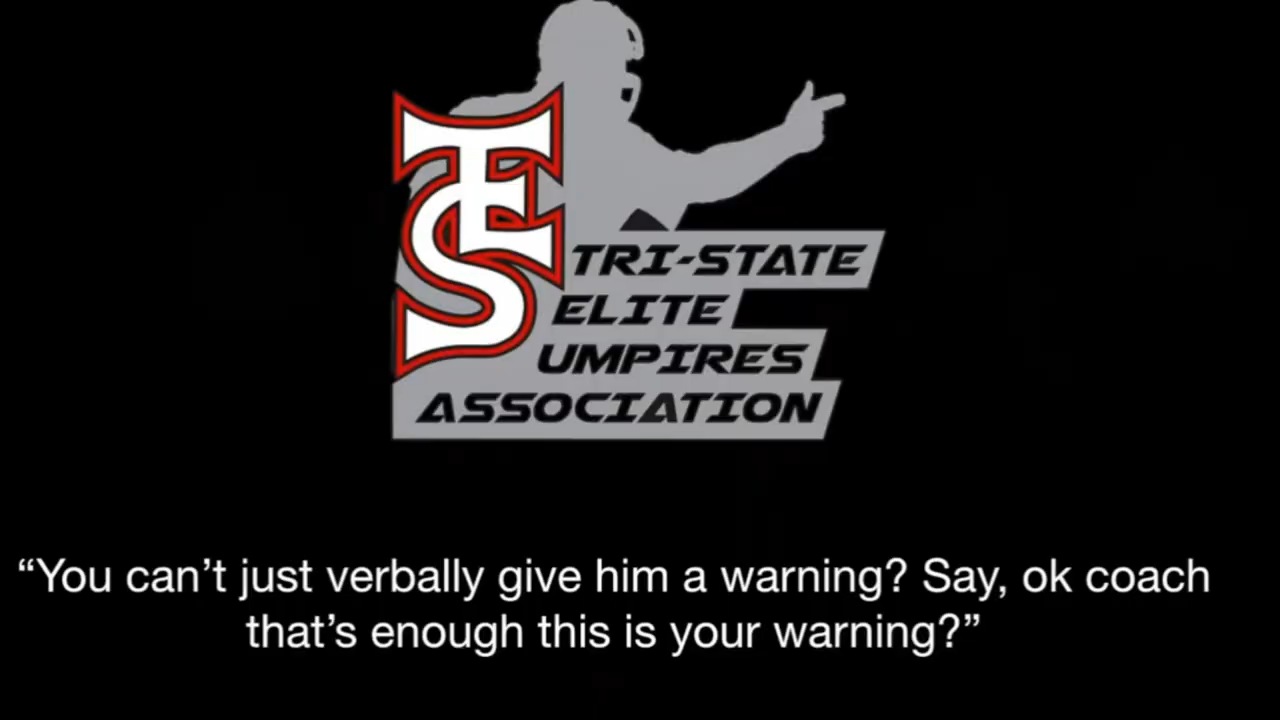 TES
TRI-STATE
ELITE
UMPIRES
ASSOCIATION
“You can’t just verbally give him a warning? Say, ok coach
that’s enough this is your warning?”